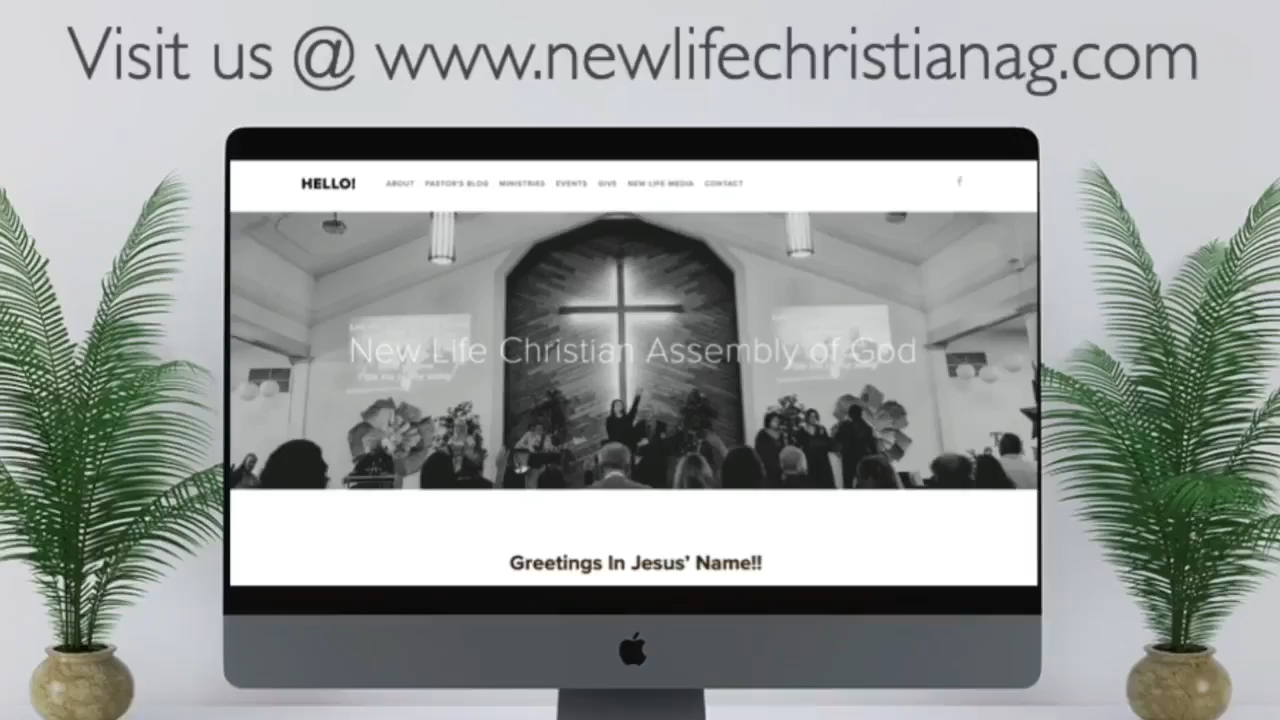 Visit us @ www.newlifechristianag.com
HELLO! ABOUT PASTOR'S BLOG MINISTRIES EVENTS GIVE NEW LIFE MEDIA CONTACT
New Life Christian Assembly of God
Greetings In Jesus' Name!!